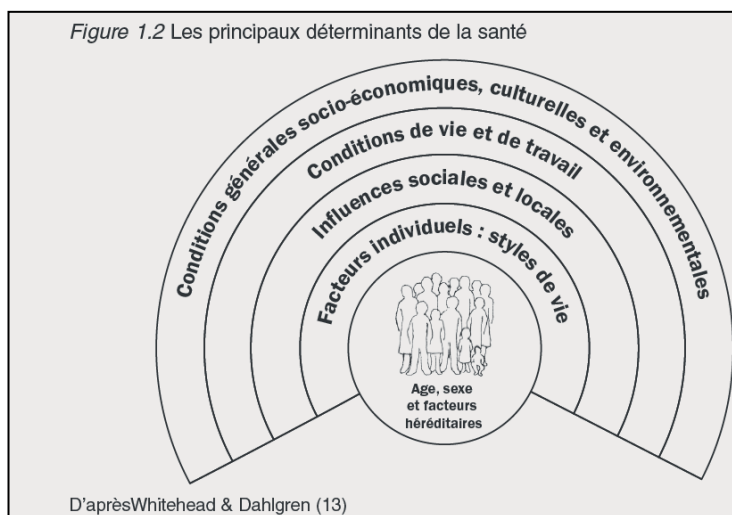 Figure 1.2 Les principaux déterminants de la santé
Conditions générales socio-économiques, culturelles et environnementales
Conditions de vie et de travail
Influences sociales et locales
Facteurs individuels : styles de vie
Age, sexe
et facteurs
héréditaires
D'aprèsWhitehead & Dahlgren (13)